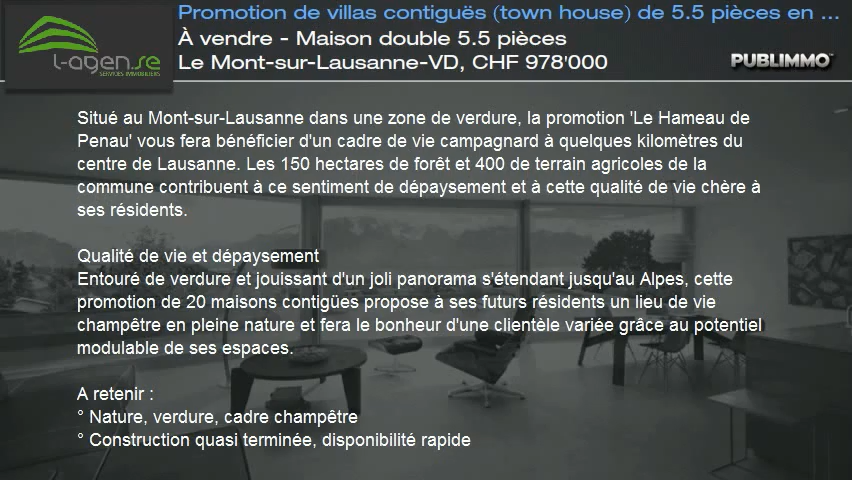 Promotion de villas contiguës (town house) de 5.5 pièces en ...
L-agen.se
SERVICES IMMOBILIERS
À vendre - Maison double 5.5 pièces
Le Mont-sur-Lausanne-VD, CHF 978'000
PUBLIMMO
Situé au Mont-sur-Lausanne dans une zone de verdure, la promotion 'Le Hameau de
Penau' vous fera bénéficier d'un cadre de vie campagnard à quelques kilomètres du
centre de Lausanne. Les 150 hectares de forêt et 400 de terrain agricoles de la
commune contribuent à ce sentiment de dépaysement et à cette qualité de vie chère à
ses résidents.
Qualité de vie et dépaysement
Entouré de verdure et jouissant d'un joli panorama s'étendant jusqu'au Alpes, cette
promotion de 20 maisons contigües propose à ses futurs résidents un lieu de vie
champêtre en pleine nature et fera le bonheur d'une clientèle variée grâce au potentiel
modulable de ses espaces.
A retenir :
° Nature, verdure, cadre champêtre
° Construction quasi terminée, disponibilité rapide